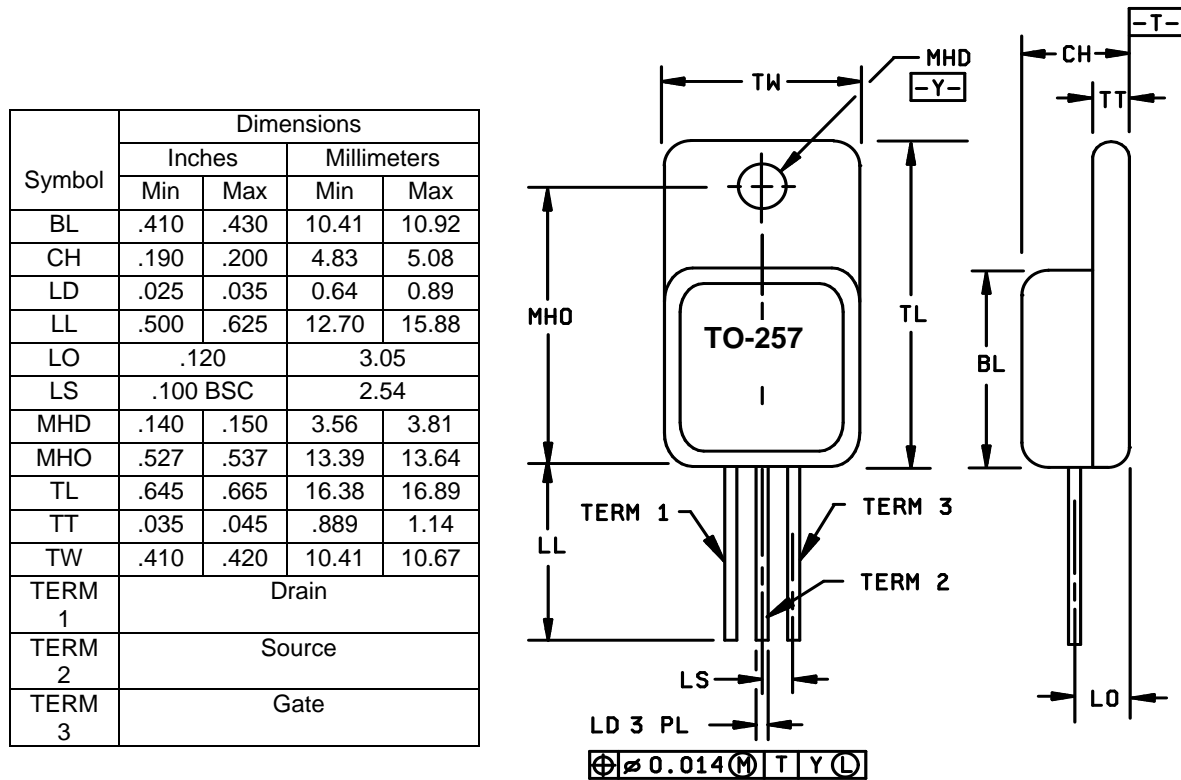 Symbol Dimensions
Inches Millimeters
Min Max Min Max
BL .410 .430 10.41 10.92
CH .190 .200 4.83 5.08
LD .025 .035 0.64 0.89
LL .500 .625 12.70 15.88
LO .120 3.05
LS .100 BSC 2.54
MHD .140 .150 3.56 3.81
MHO .527 .537 13.39 13.64
TL .645 .665 16.38 16.89
TT .035 .045 .889 1.14
TW .410 .420 10.41 10.67
TERM 1 Drain
TERM 2 Source
TERM 3 Gate
-T-
MHD
-Y-
TW
CH
TT
MHO
TL
TO-257
BL
TERM 1
TERM 3
LL
TERM 2
LS
LO
LD 3 PL
⌖ ⌀ 0.014 Ⓜ T Y Ⓛ